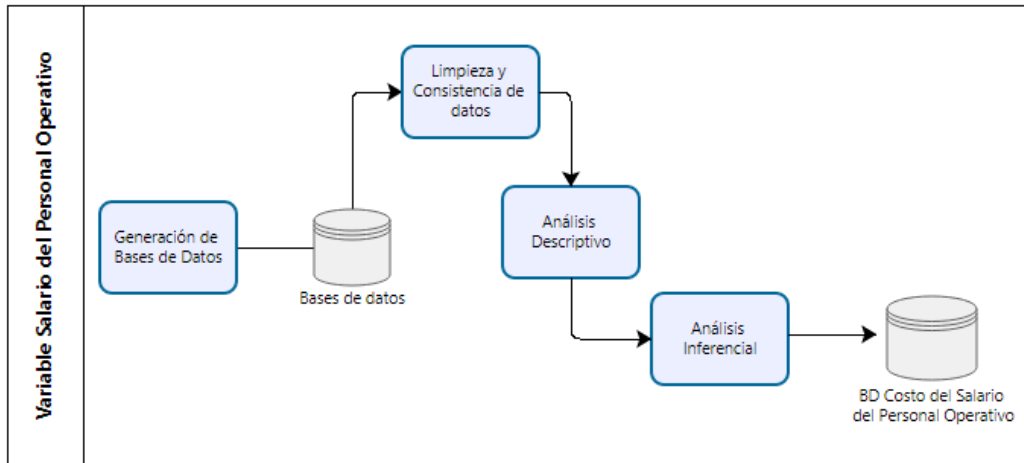 Variable Salario del Personal Operativo
Generación de
Bases de Datos
Bases de datos
Limpieza y
Consistencia de
datos
Análisis
Descriptivo
Análisis
Inferencial
BD Costo del Salario
del Personal Operativo